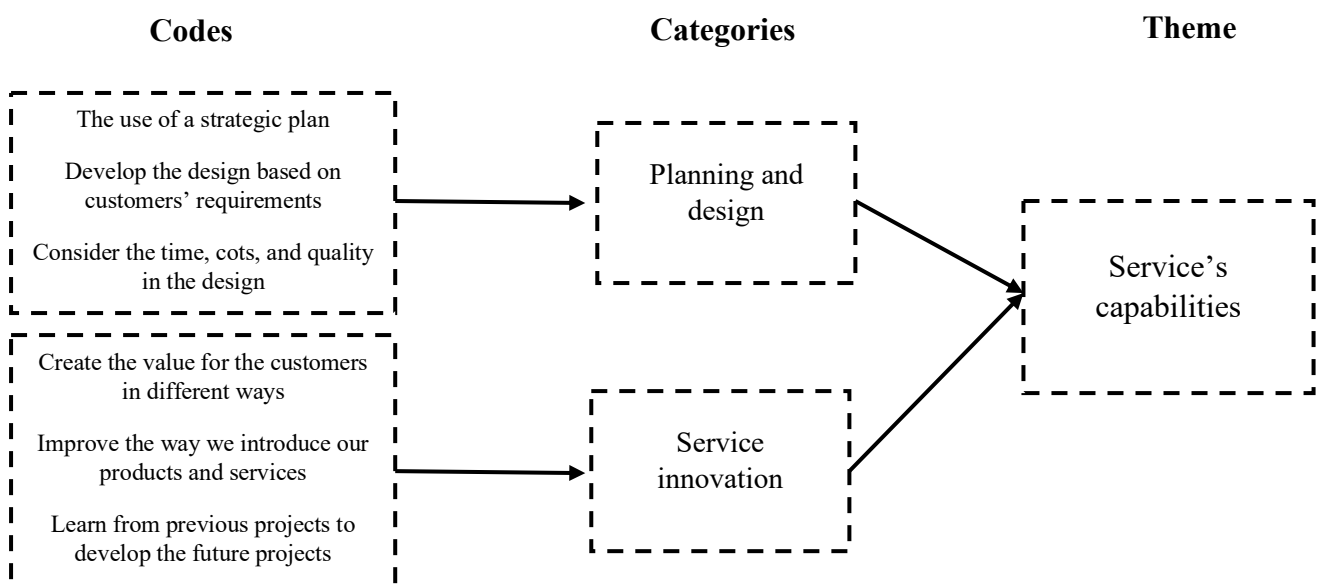 Codes
Categories
Theme
The use of a strategic plan
Develop the design based on
customers’ requirements
Consider the time, cots, and quality
in the design
Create the value for the customers
in different ways
Improve the way we introduce our
products and services
Learn from previous projects to
develop the future projects
Planning and
design
Service
innovation
Service’s
capabilities